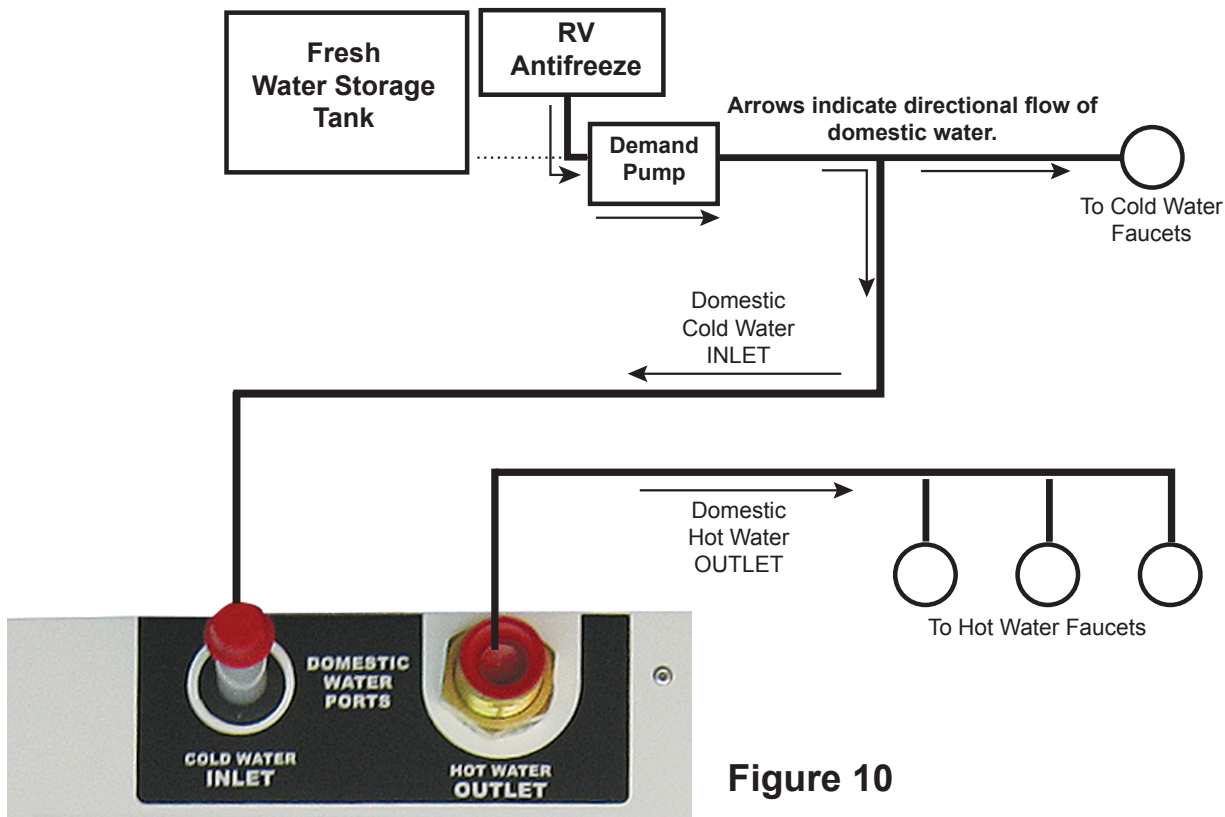 Fresh
Water Storage
Tank
RV
Antifreeze
Demand
Pump
Arrows indicate directional flow of
domestic water.
To Cold Water
Faucets
Domestic
Cold Water
INLET
Domestic
Hot Water
OUTLET
To Hot Water Faucets
DOMESTIC
WATER
PORTS
COLD WATER
INLET
HOT WATER
OUTLET
Figure 10